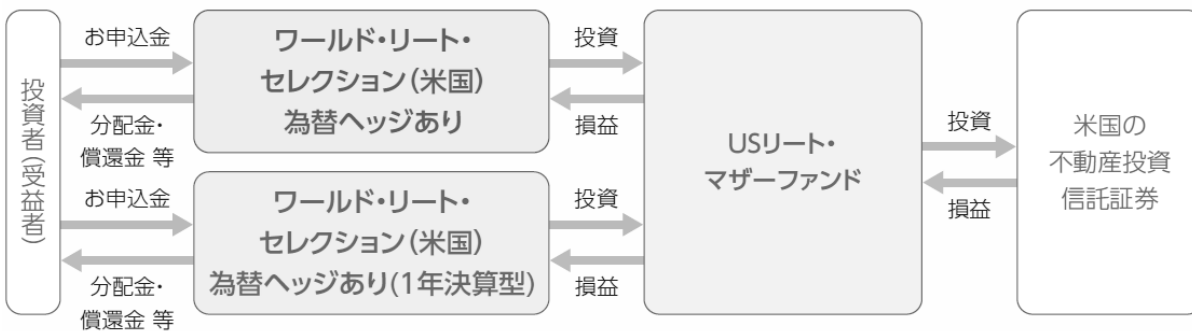 投資者(受益者)
お申込金
分配金・
償還金 等
ワールド・リート・
セレクション(米国)
為替ヘッジあり
投資
損益
お申込金
分配金・
償還金 等
ワールド・リート・
セレクション(米国)
為替ヘッジあり(1年決算型)
投資
損益
USリート・
マザーファンド
投資
損益
米国の
不動産投資
信託証券